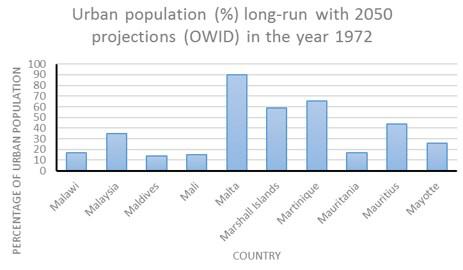 Urban population (%) long-run with 2050
projections (OWID) in the year 1972
PERCENTAGE OF URBAN POPULATION
100
90
80
70
60
50
40
30
20
10
0
Malawi
Malaysia
Maldives
Mali
Malta
Marshall Islands
Martinique
Mauritania
Mauritius
Mayotte
COUNTRY